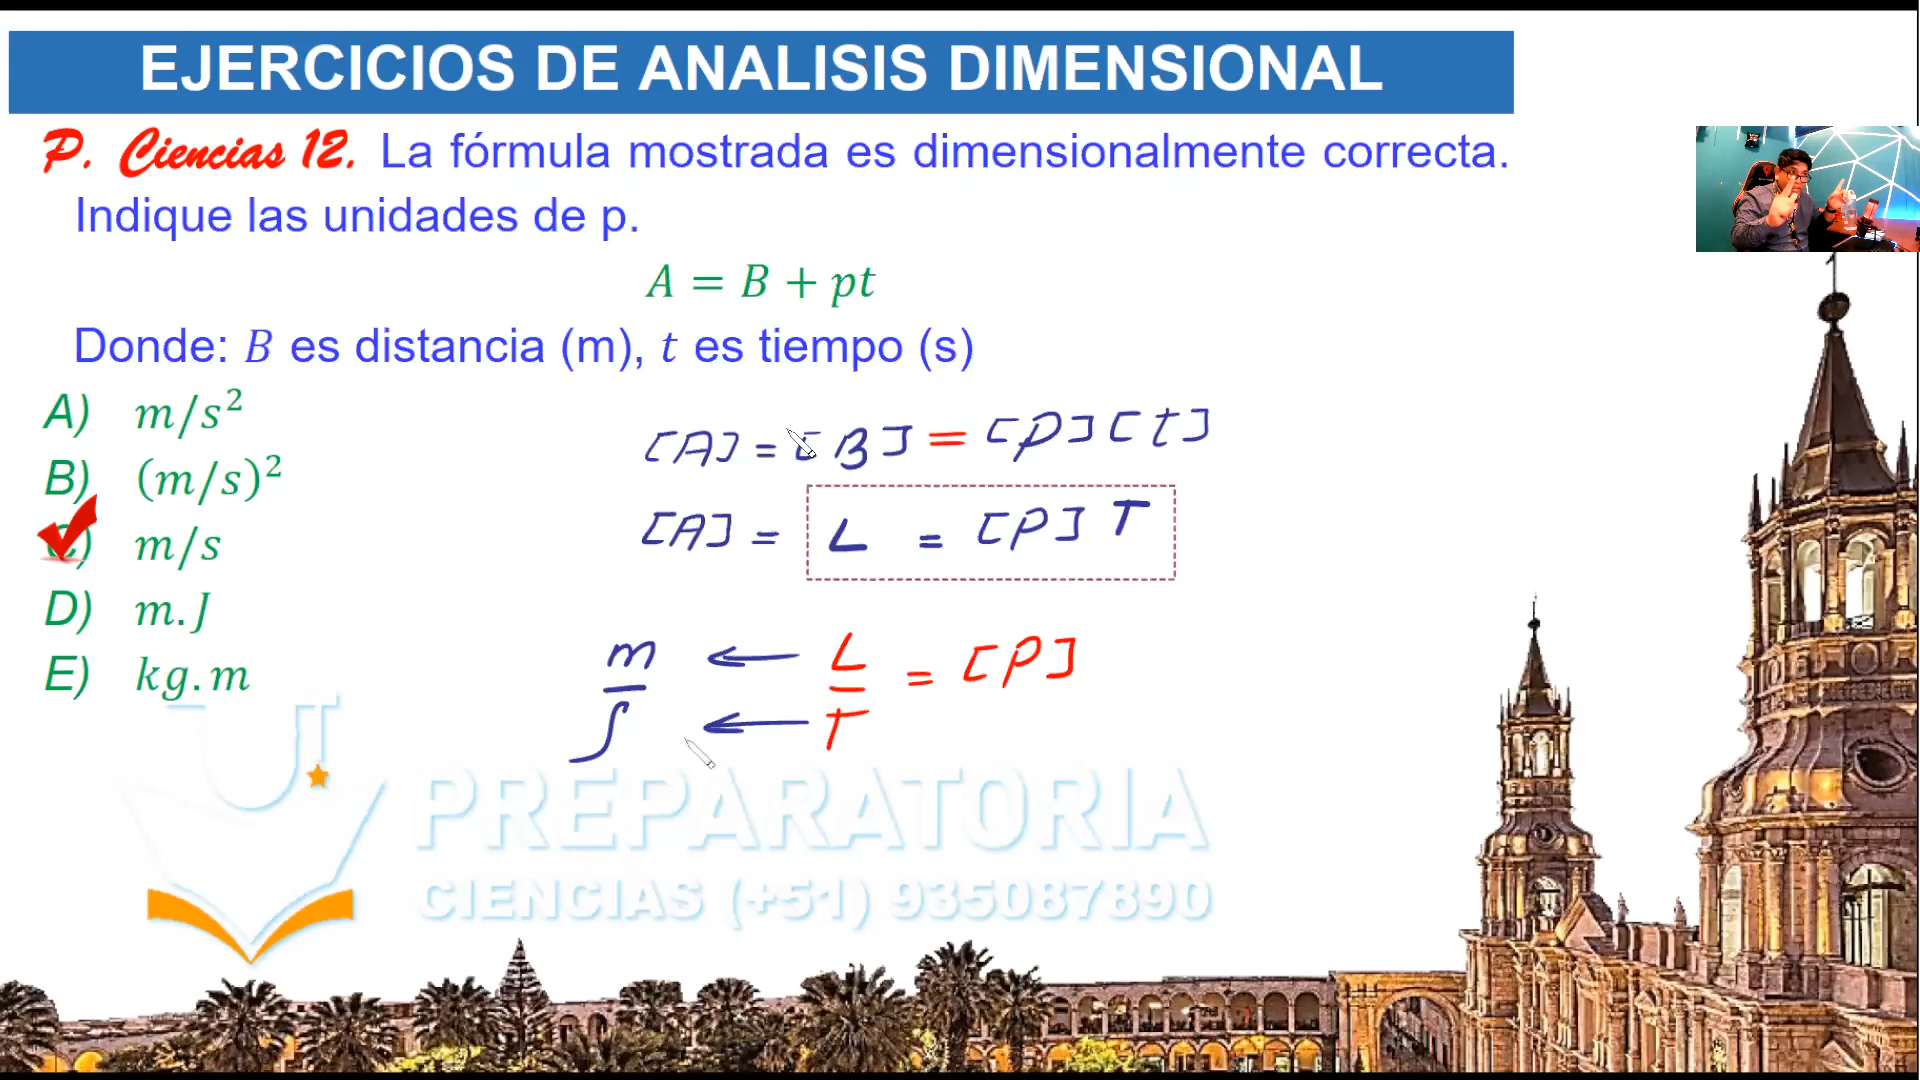 EJERCICIOS DE ANALISIS DIMENSIONAL
P. Ciencias 12. La fórmula mostrada es dimensionalmente correcta.
Indique las unidades de p.
A = B + pt
Donde: B es distancia (m), t es tiempo (s)
A) m/s²
B) (m/s)²
C) m/s
D) m.J
E) kg.m
[A] = [B] = [P] [t]
[A] = L = [P] T
m ← L = [P]
s ← T
PREPARATORIA
CIENCIAS (+51) 935087890